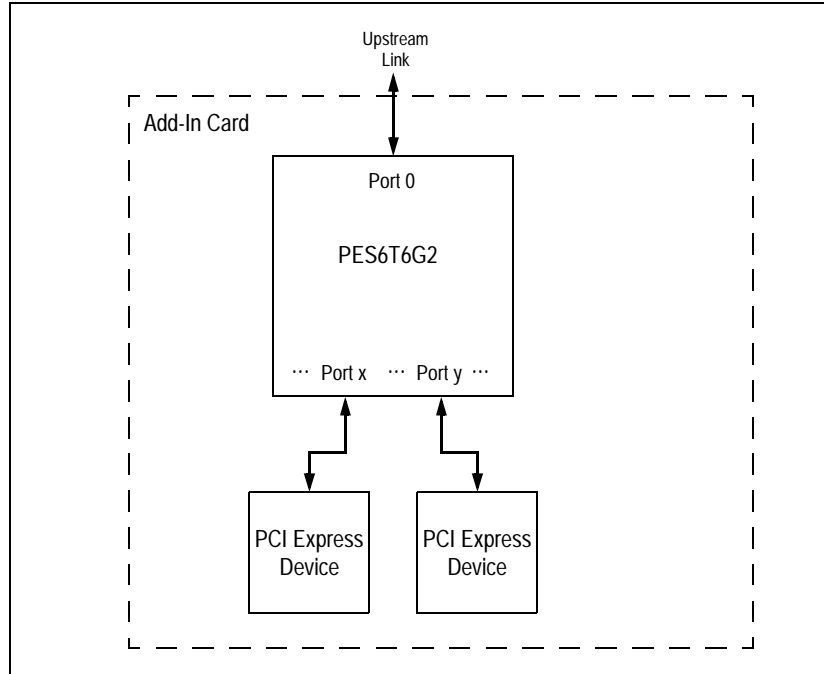 Upstream
Link
Add-In Card
Port 0
PES6T6G2
··· Port x ··· Port y ···
PCI Express
Device
PCI Express
Device